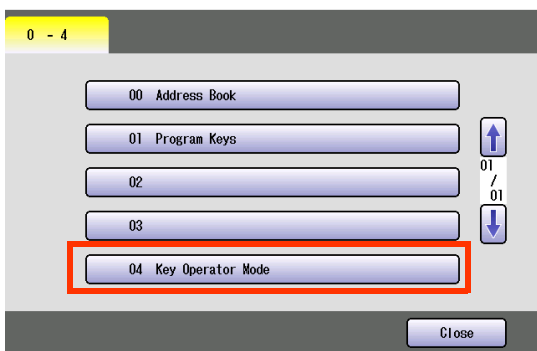 0 - 4
00 Address Book
01 Program Keys
02
03
04 Key Operator Mode
01
/
01
Close